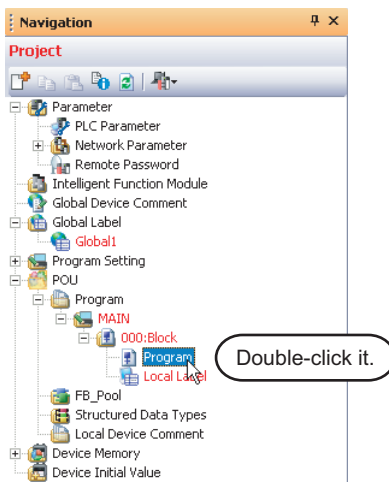 Navigation
Project
Parameter
PLC Parameter
Network Parameter
Remote Password
Intelligent Function Module
Global Device Comment
Global Label
Global1
Program Setting
POU
Program
MAIN
000:Block
Program
Double-click it.
Local Label
FB_Pool
Structured Data Types
Local Device Comment
Device Memory
Device Initial Value